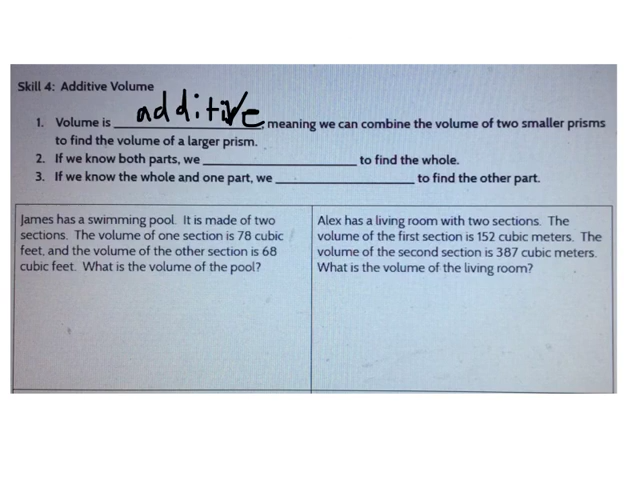 Skill 4: Additive Volume
1. Volume is additive, meaning we can combine the volume of two smaller prisms
to find the volume of a larger prism.
2. If we know both parts, we ____________________ to find the whole.
3. If we know the whole and one part, we ____________________ to find the other part.
James has a swimming pool. It is made of two
sections. The volume of one section is 78 cubic
feet, and the volume of the other section is 68
cubic feet. What is the volume of the pool?
Alex has a living room with two sections. The
volume of the first section is 152 cubic meters. The
volume of the second section is 387 cubic meters.
What is the volume of the living room?